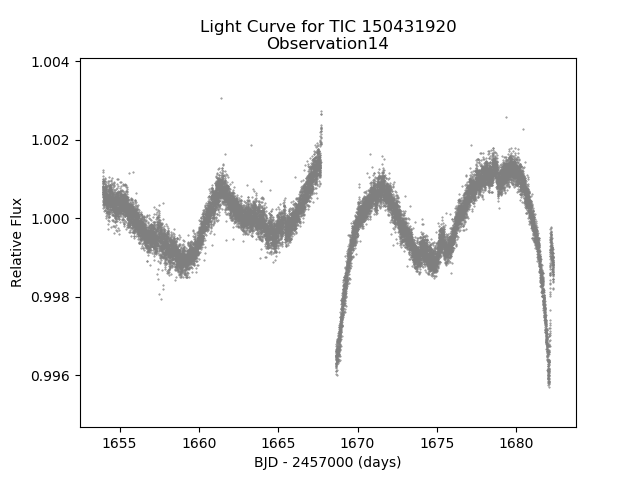 Light Curve for TIC 150431920
Observation14
1.004
1.002
1.000
0.998
0.996
Relative Flux
1655 1660 1665 1670 1675 1680
BJD - 2457000 (days)